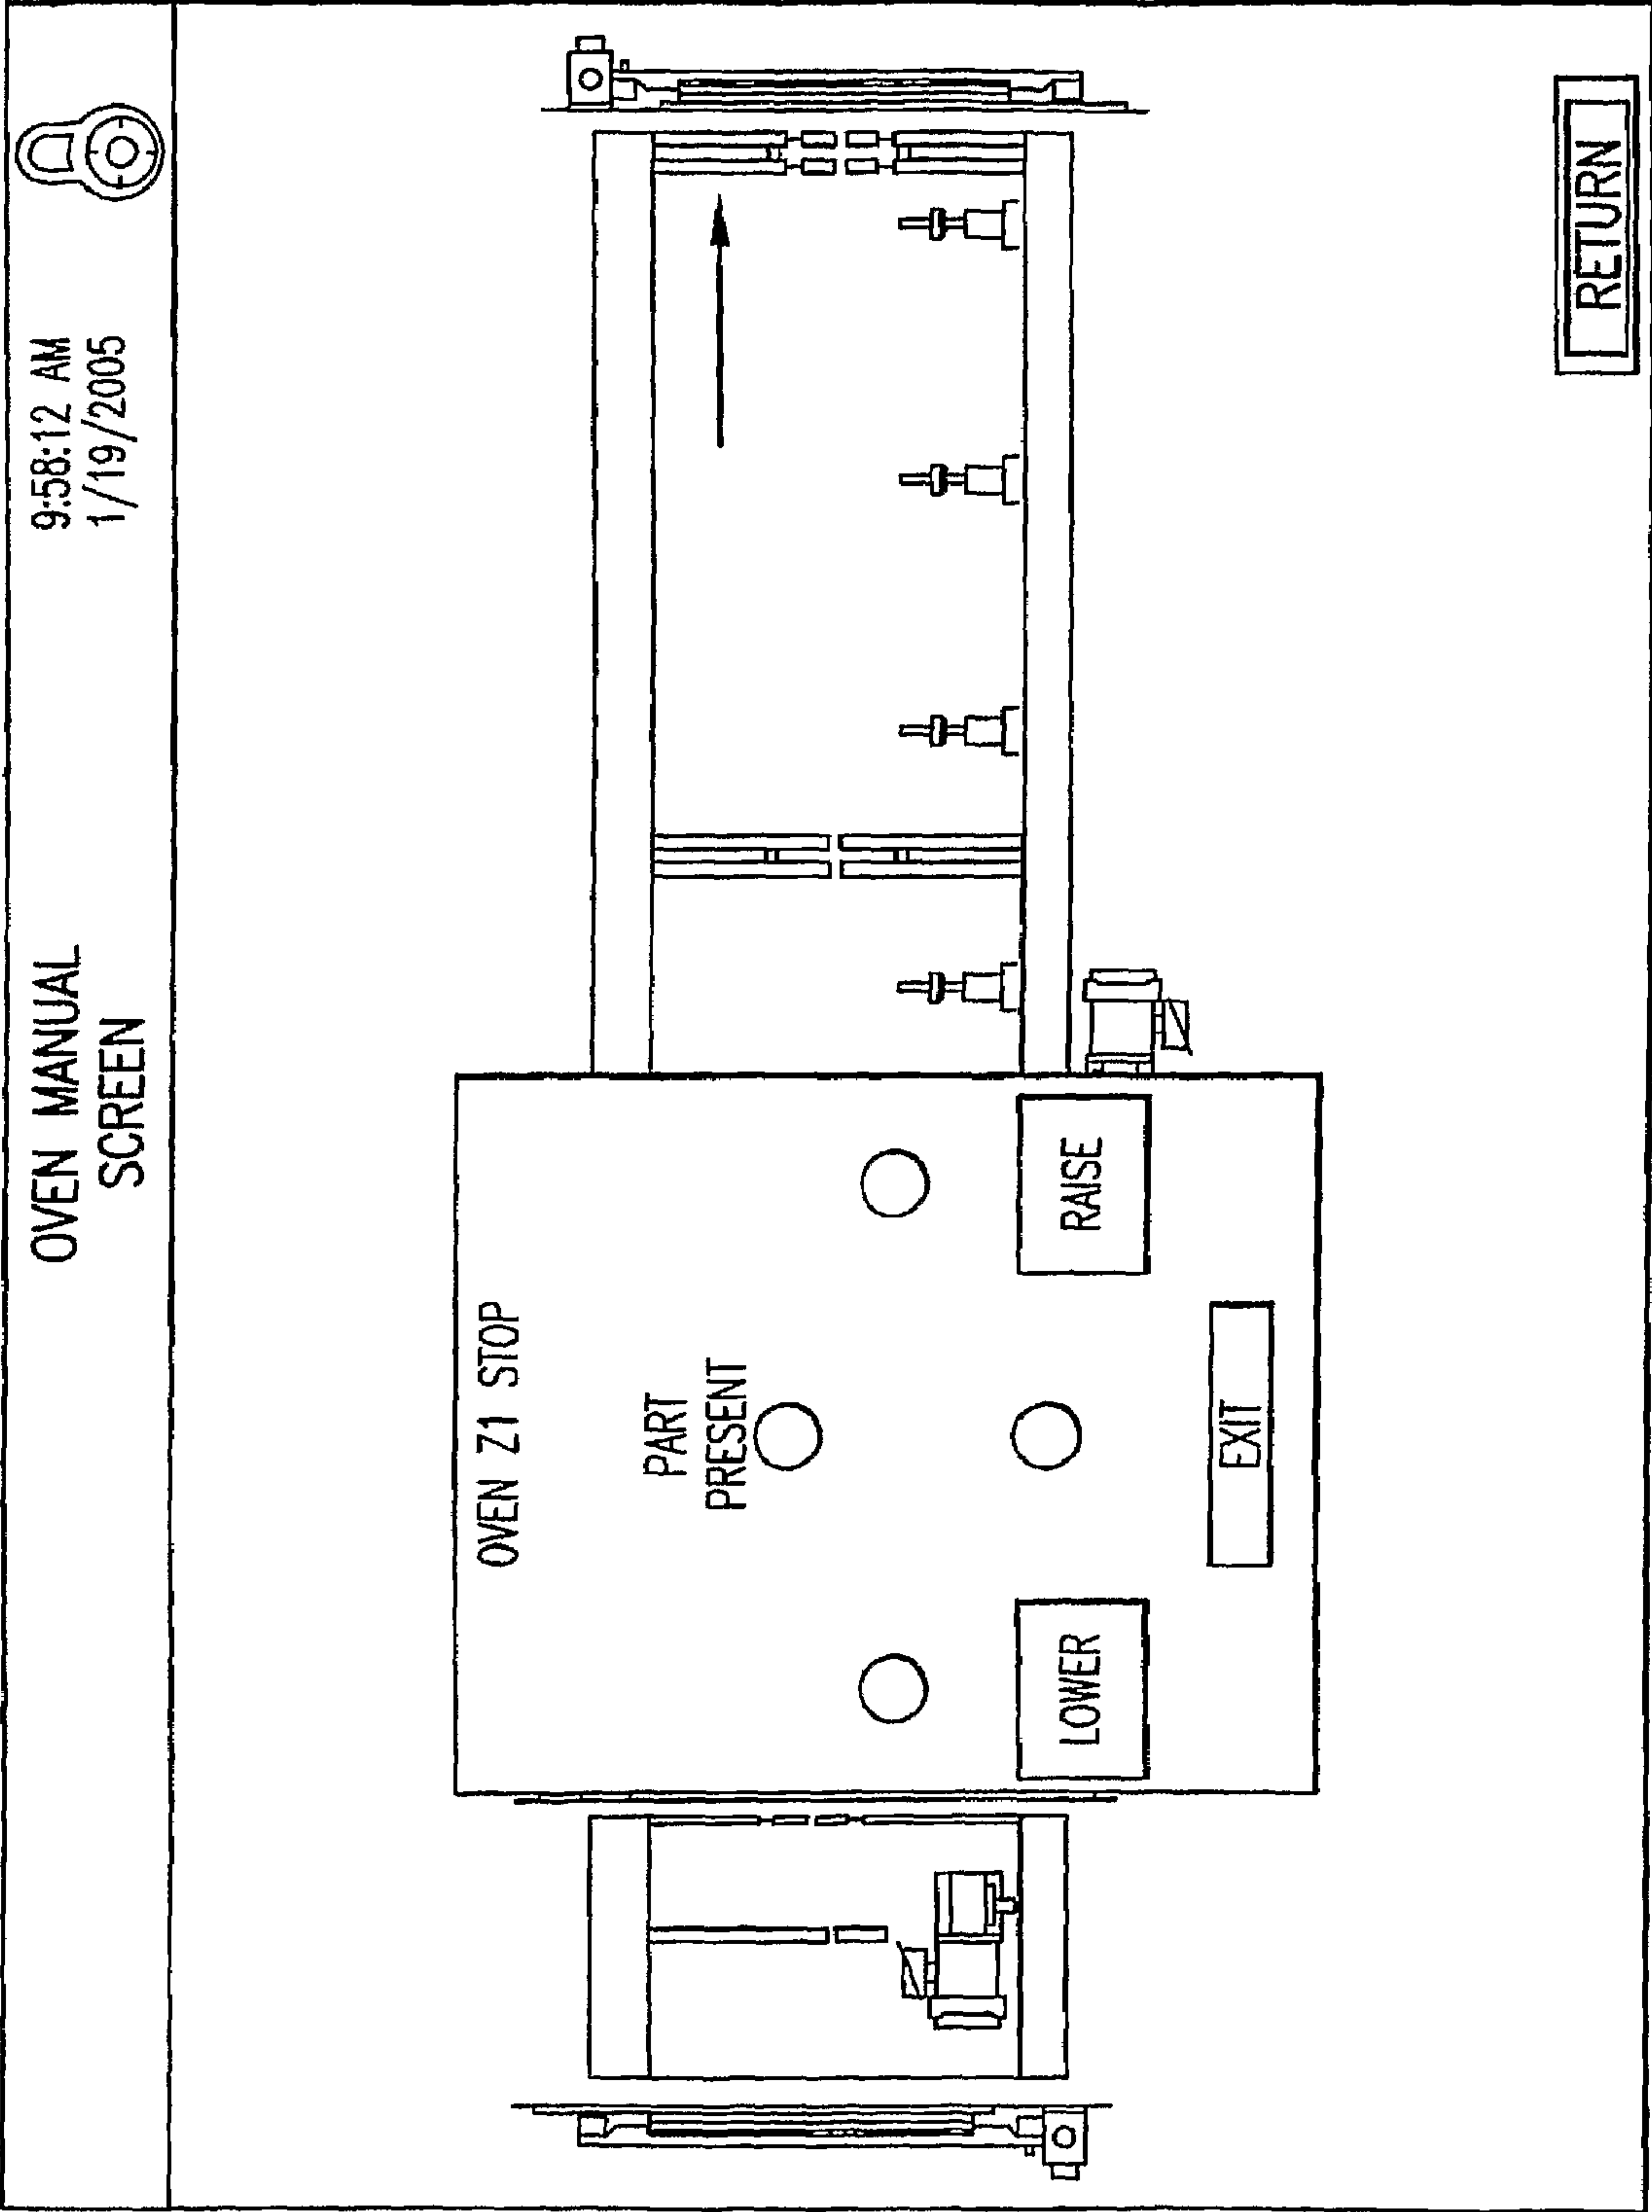 OVEN MANUAL
SCREEN
9:58:12 AM
1/19/2005
OVEN Z1 STOP
PART
PRESENT
LOWER
RAISE
EXIT
RETURN